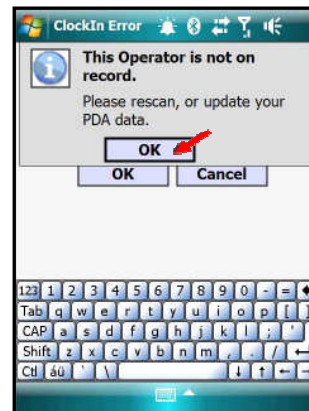 ClockIn Error
This Operator is not on
record.
Please rescan, or update your
PDA data.
OK
OK Cancel
123 1 2 3 4 5 6 7 8 9 0 - =
Tab q w e r t y u i o p [ ]
CAP a s d f g h j k l ; '
Shift z x c v b n m , . /
Ctl áü ` \